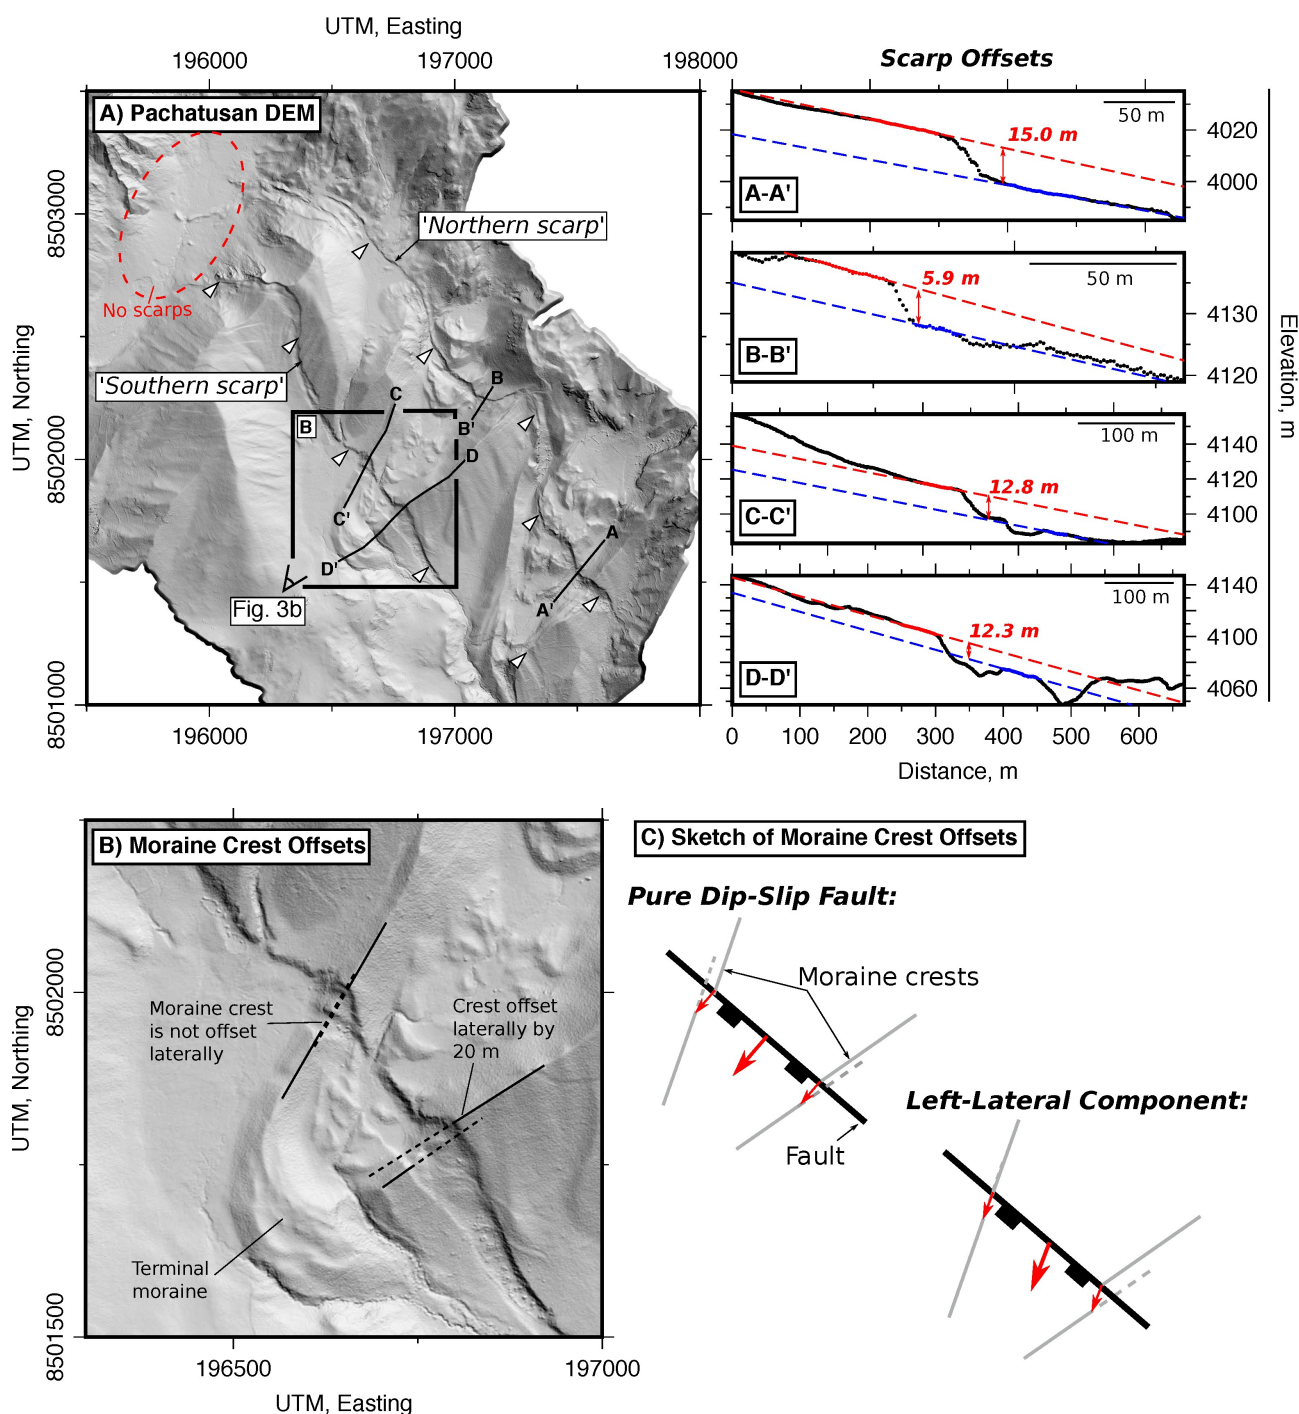 UTM, Easting
196000 197000 198000
Scarp Offsets
A) Pachatusan DEM
8503000
8502000
8501000
UTM, Northing
'Northern scarp'
No scarps
'Southern scarp'
B
C
B
B'
D
C'
D'
A
A'
Fig. 3b
196000 197000
50 m
15.0 m
A-A'
4020
4000
5.9 m
50 m
B-B'
4130
4120
12.8 m
100 m
C-C'
4140
4120
4100
12.3 m
100 m
D-D'
4140
4100
4060
Elevation, m
0 100 200 300 400 500 600
Distance, m
B) Moraine Crest Offsets
8502000
8501500
UTM, Northing
Moraine crest
is not offset
laterally
Crest offset
laterally by
20 m
Terminal
moraine
196500 197000
UTM, Easting
C) Sketch of Moraine Crest Offsets
Pure Dip-Slip Fault:
Moraine crests
Fault
Left-Lateral Component: